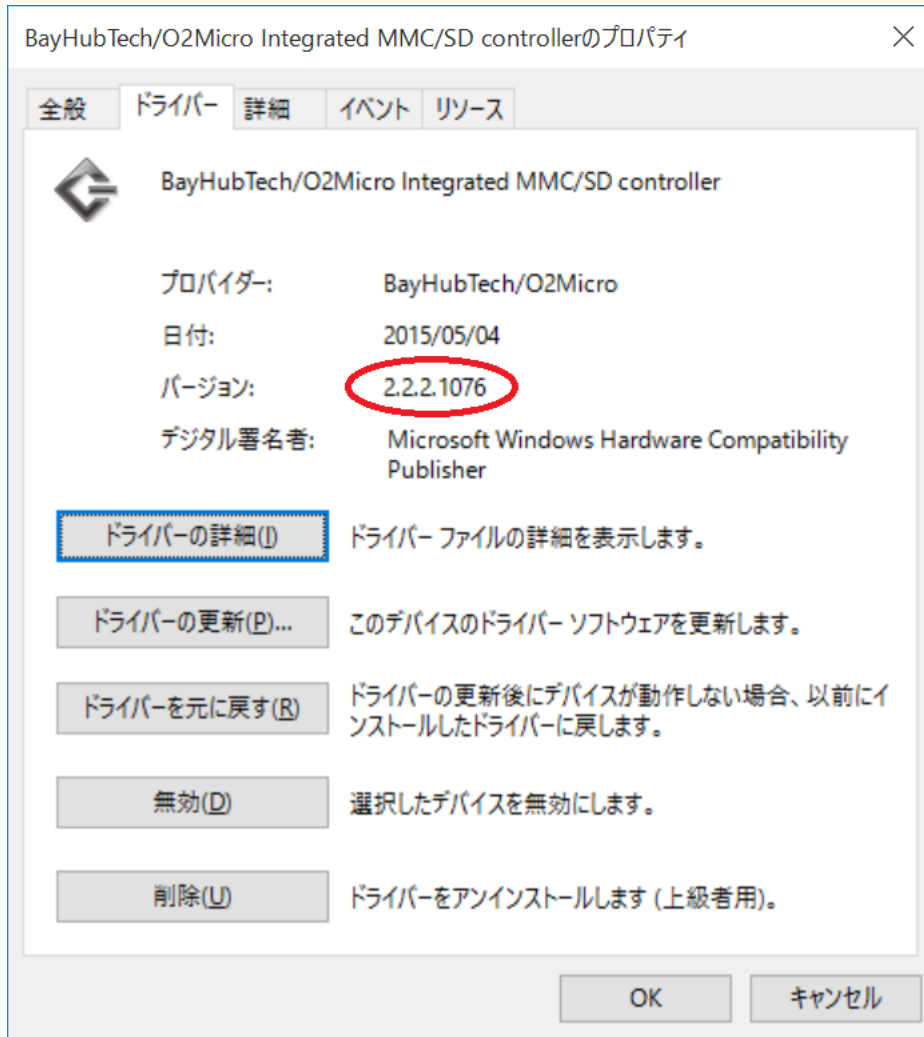 BayHubTech/O2Micro Integrated MMC/SD controllerのプロパティ
全般 ドライバー 詳細 イベント リソース
BayHubTech/O2Micro Integrated MMC/SD controller
プロバイダー: BayHubTech/O2Micro
日付: 2015/05/04
バージョン: 2.2.2.1076
デジタル署名者: Microsoft Windows Hardware Compatibility
Publisher
ドライバーの詳細(I) ドライバー ファイルの詳細を表示します。
ドライバーの更新(P)... このデバイスのドライバー ソフトウェアを更新します。
ドライバーを元に戻す(R) ドライバーの更新後にデバイスが動作しない場合、以前にイ
ンストールしたドライバーに戻します。
無効(D) 選択したデバイスを無効にします。
削除(U) ドライバーをアンインストールします (上級者用)。
OK キャンセル